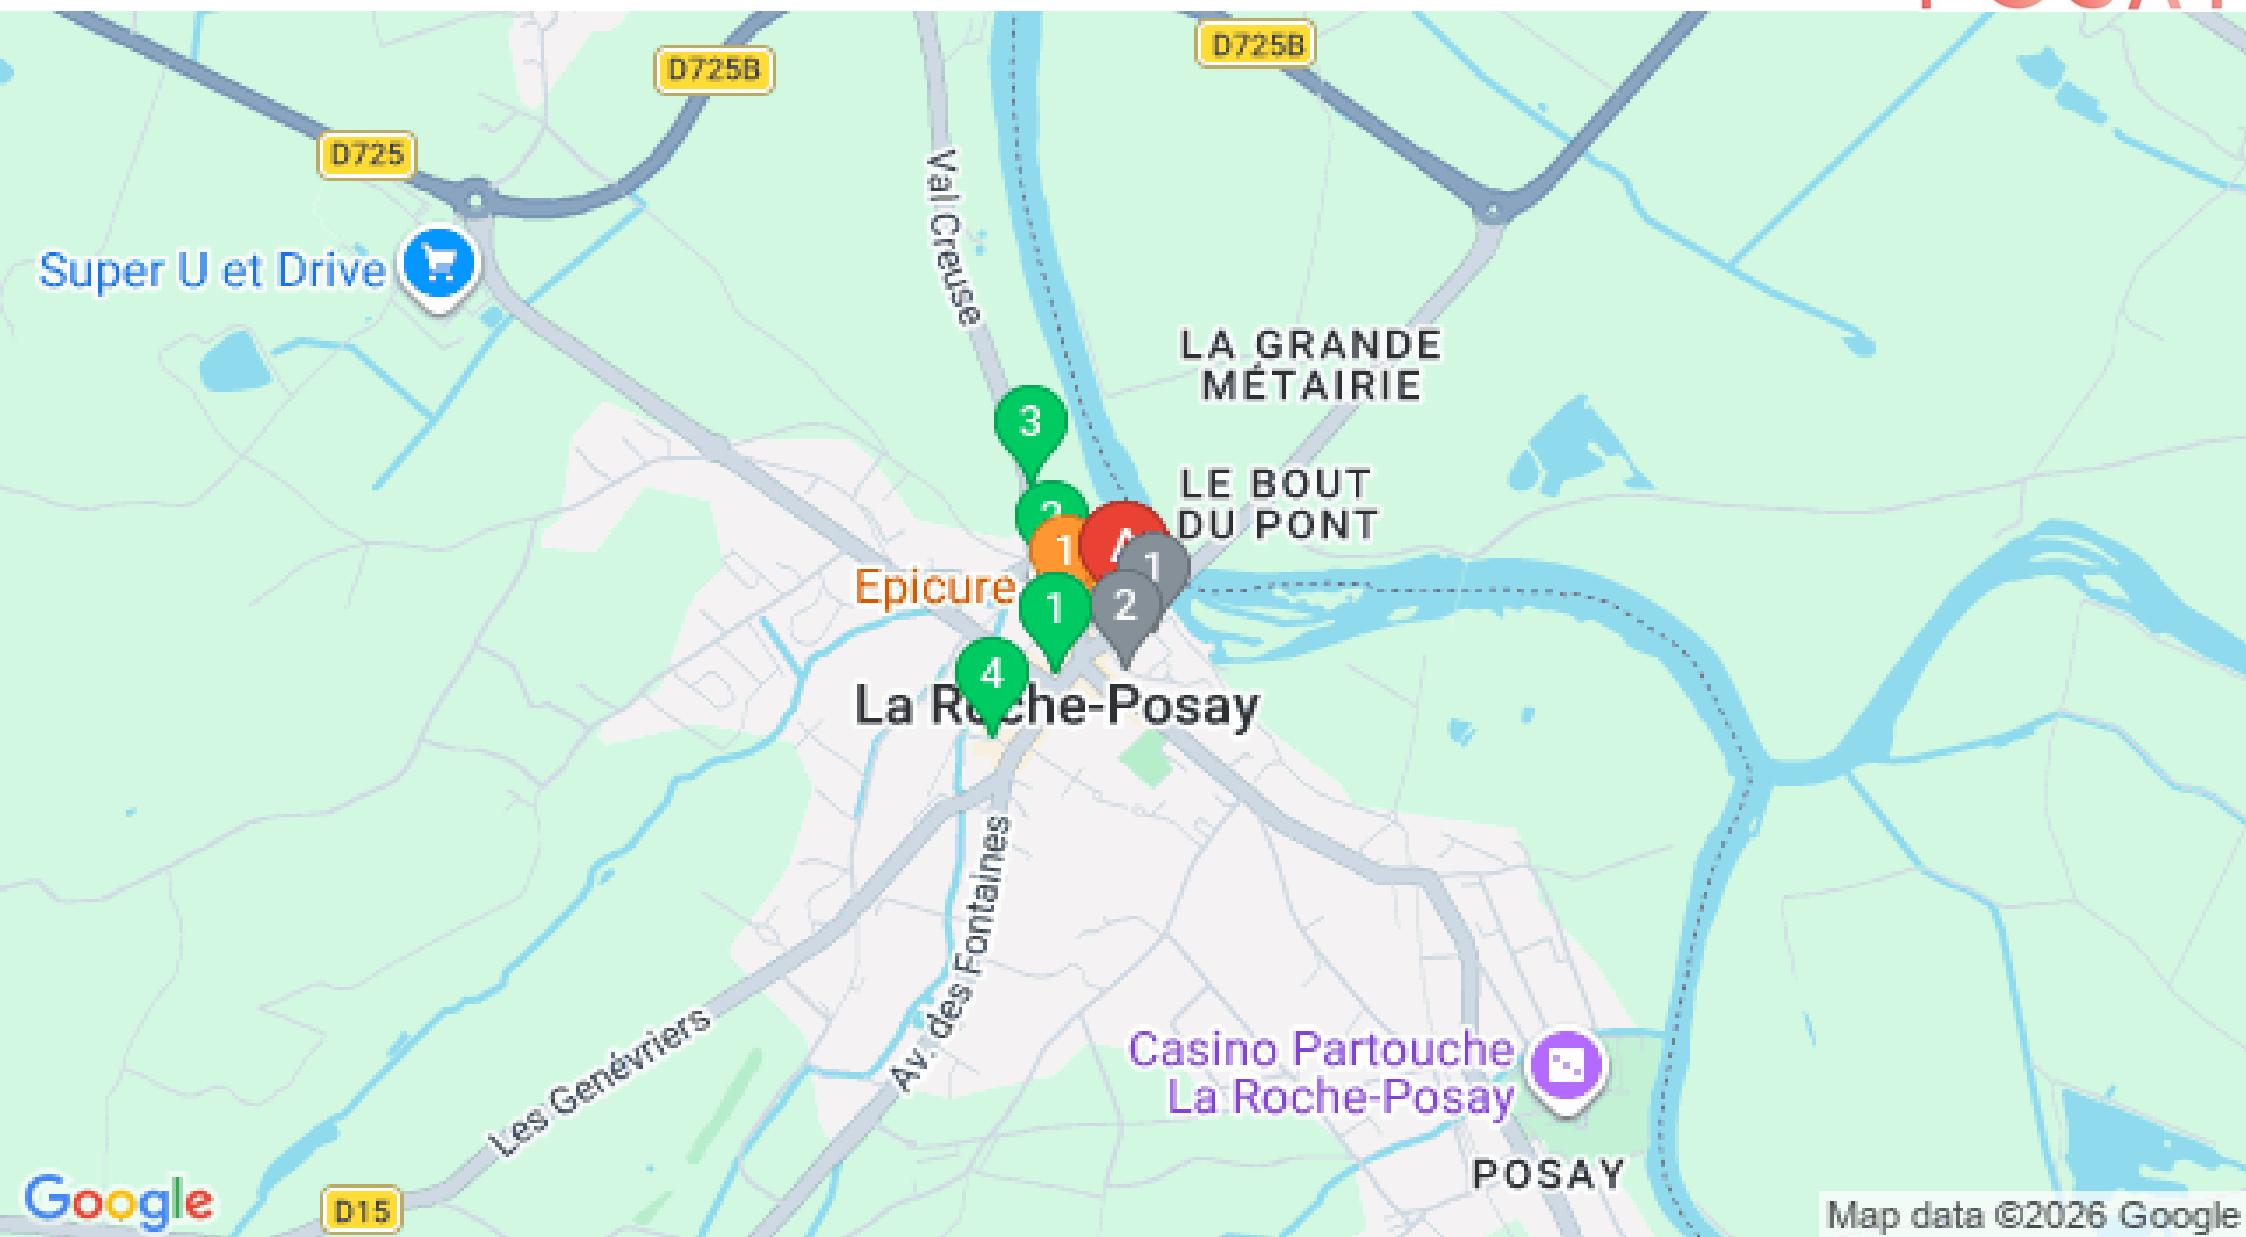 D725B
D725B
D725
Val Creuse
Super U et Drive
LA GRANDE
MÉTAIRIE
3
LE BOUT
DU PONT
2
1
A
1
Epicure
1
2
4
La Roche-Posay
Av. des Fontaines
Les Genévriers
Casino Partouche
La Roche-Posay
POSAY
Google
D15
Map data ©2026 Google